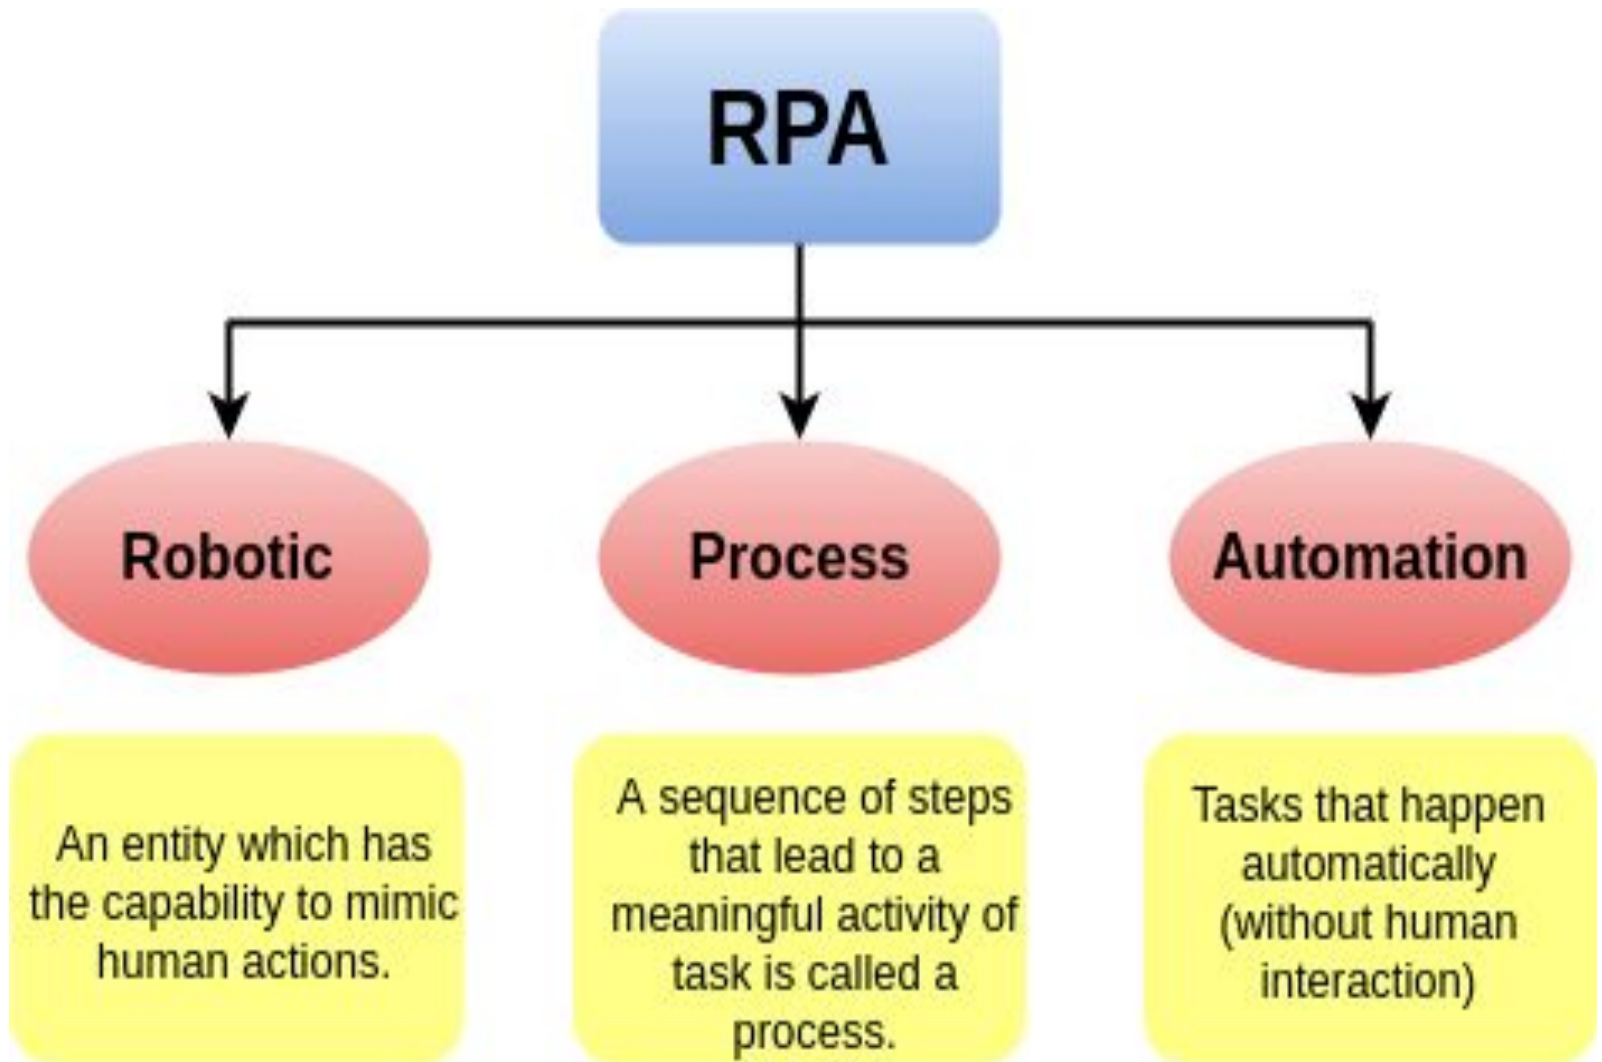 RPA
Robotic
Process
Automation
An entity which has
the capability to mimic
human actions.
A sequence of steps
that lead to a
meaningful activity of
task is called a
process.
Tasks that happen
automatically
(without human
interaction)